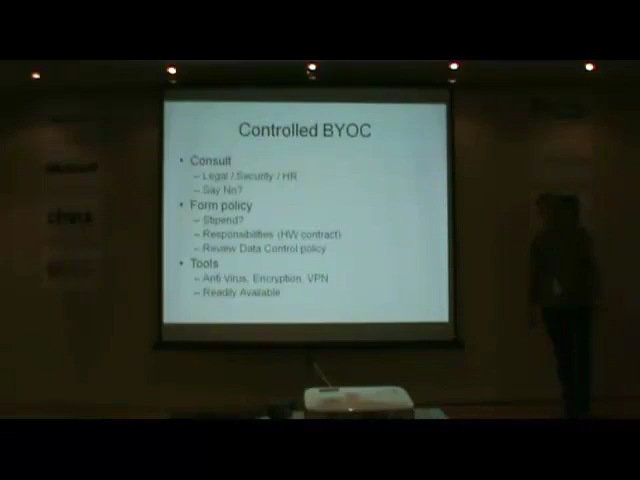 Controlled BYOC
• Consult
– Legal / Security / HR
– Say No?
• Form policy
– Stipend?
– Responsibilities (HW contract)
– Review Data Control policy
• Tools
– Anti Virus, Encryption, VPN
– Readily Available